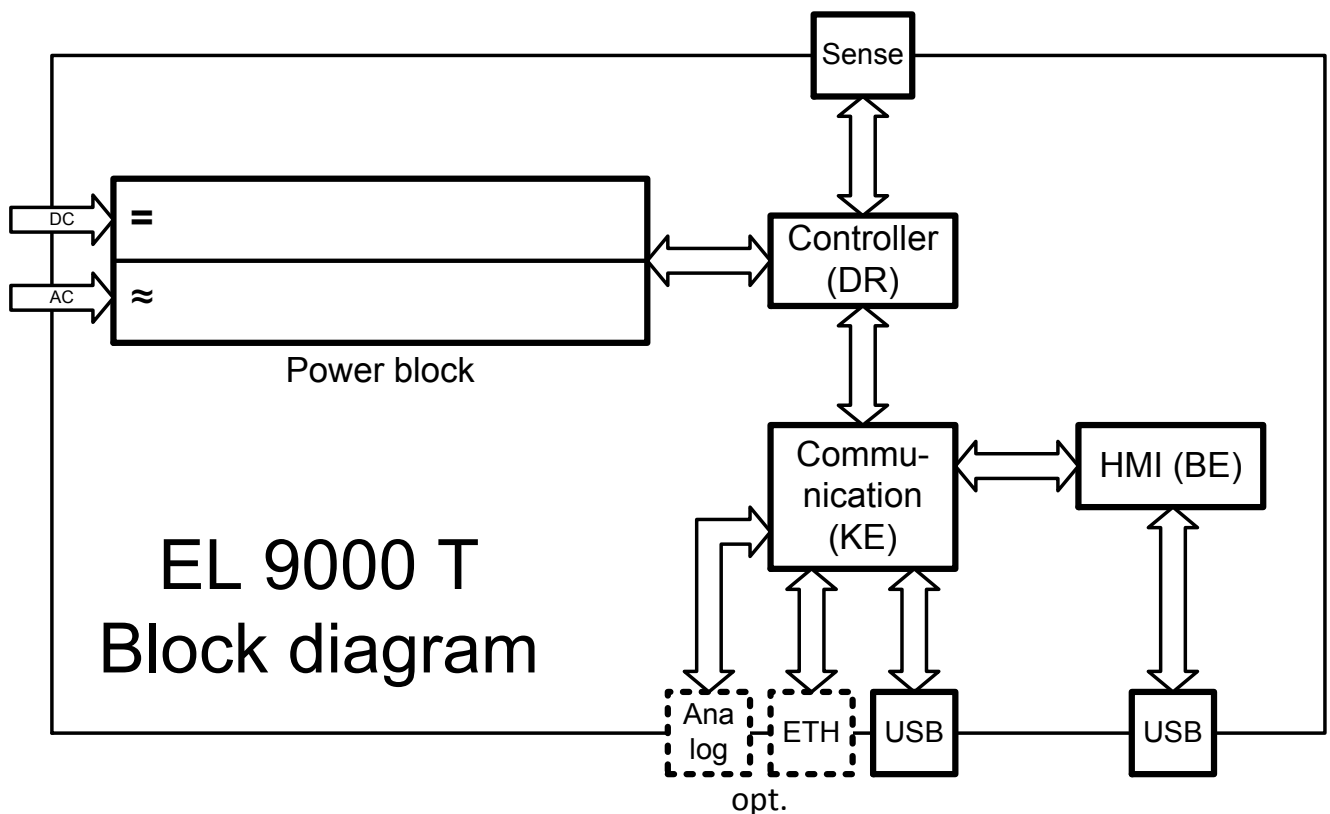 Sense
DC
=
Controller
(DR)
AC
≈
Power block
Commu-
nication
(KE)
HMI (BE)
EL 9000 T
Block diagram
Ana
log
ETH
USB
USB
opt.